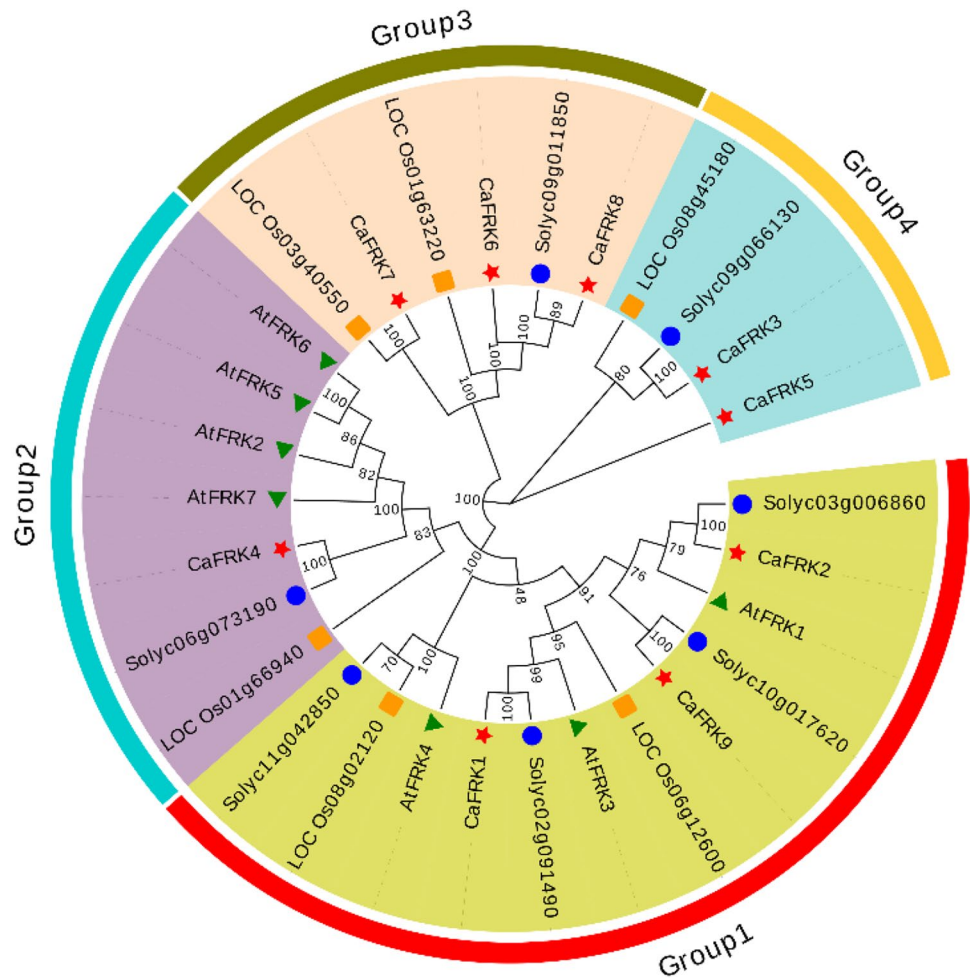 Group3
Group4
Group2
Group1
LOC Os03g40550
CaFRK7
LOC Os01g63220
CaFRK6
Solyc09g011850
CaFRK8
LOC Os08g45180
Solyc09g066130
CaFRK3
CaFRK5
Solyc03g006860
CaFRK2
AtFRK1
Solyc10g017620
CaFRK9
LOC Os06g12600
AtFRK3
Solyc02g091490
CaFRK1
AtFRK4
LOC Os08g02120
Solyc11g042850
LOC Os01g66940
Solyc06g073190
CaFRK4
AtFRK7
AtFRK2
AtFRK5
AtFRK6
100
100
100
100
89
80
100
100
100
86
82
100
83
100
100
48
91
76
79
100
100
95
99
100
100
70